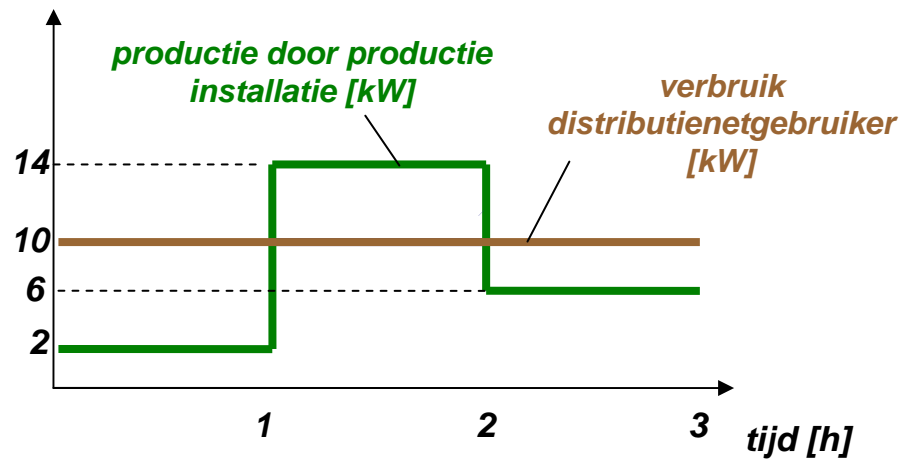 productie door productie
installatie [kW]
verbruik
distributienetgebruiker
[kW]
14
10
6
2
1
2
3
tijd [h]